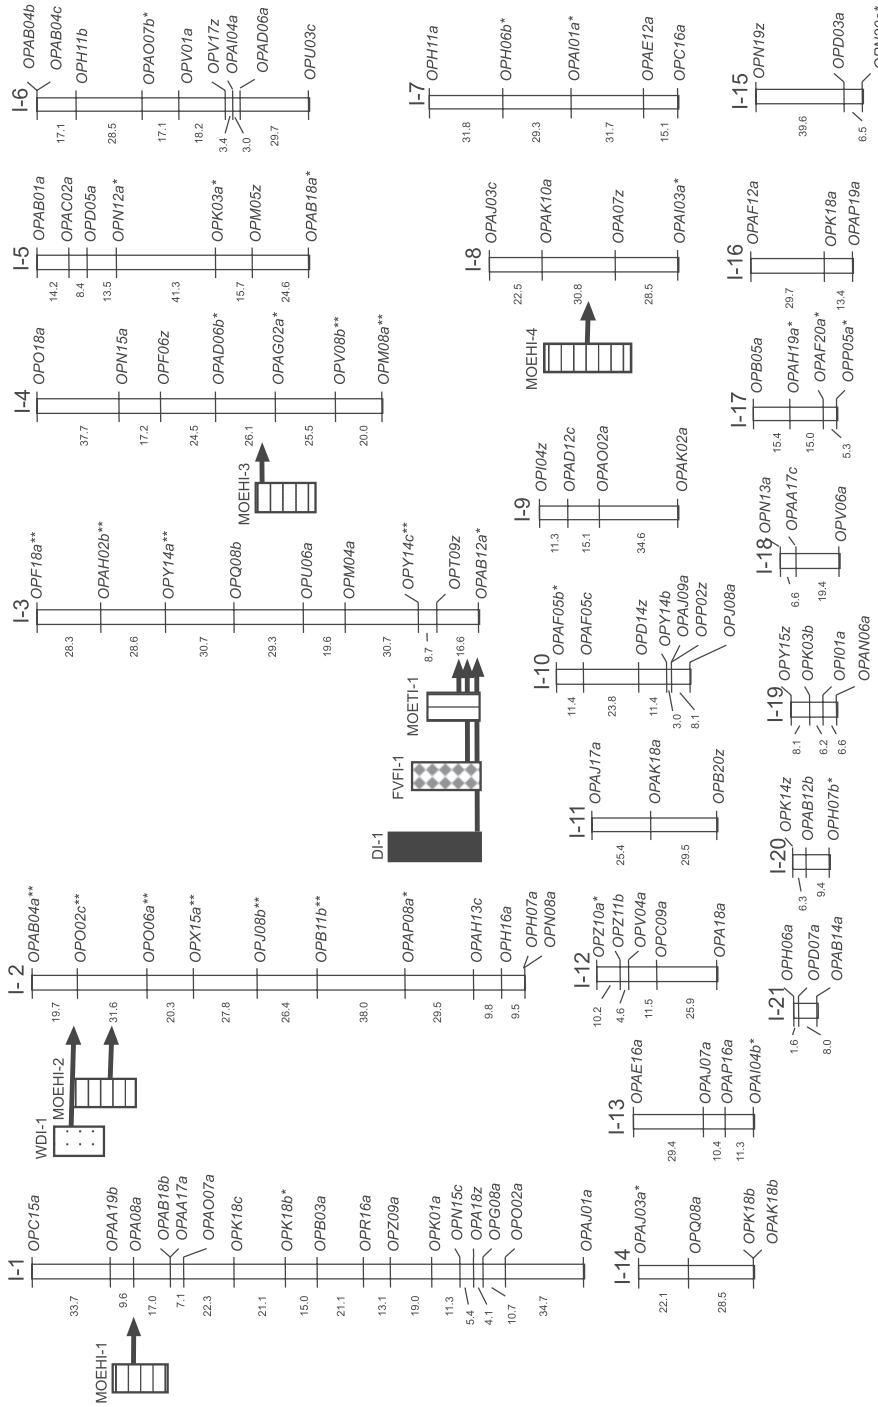 I-1
OPC15a
OPAA19b
OPA08a
OPAB18b
OPAA17a
OPAO07a
OPK18c
OPK18b*
OPB03a
OPR16a
OPZ09a
OPK01a
OPN15c
OPA18z
OPG08a
OPO02a
OPAJ01a
33.7
9.6
17.0
7.1
22.3
21.1
15.0
21.1
13.1
19.0
11.3
5.4
4.1
10.7
34.7
MOEHI-1
I- 2
OPAB04a**
OPO02c**
OPO06a**
OPX15a**
OPJ08b**
OPB11b**
OPAP08a*
OPAH13c
OPH16a
OPH07a
OPN08a
19.7
31.6
20.3
27.8
26.4
38.0
29.5
9.8
9.5
WDI-1
MOEHI-2
I-3
OPF18a**
OPAH02b**
OPY14a**
OPQ08b
OPU06a
OPM04a
OPY14c**
OPT09z
OPAB12a*
28.3
28.6
30.7
29.3
19.6
30.7
8.7
16.6
DI-1
FVFI-1
MOETI-1
I-4
OPO18a
OPN15a
OPF06z
OPAD06b*
OPAG02a*
OPV08b**
OPM08a**
37.7
17.2
24.5
26.1
25.5
20.0
MOEHI-3
I-5
OPAB01a
OPAC02a
OPD05a
OPN12a*
OPK03a*
OPM05z
OPAB18a*
14.2
8.4
13.5
41.3
15.7
24.6
I-6
OPAB04b
OPAB04c
OPH11b
OPAO07b*
OPV01a
OPV17z
OPAI04a
OPAD06a
OPU03c
17.1
28.5
17.1
18.2
3.4
3.0
29.7
I-7
OPH11a
OPH06b*
OPAI01a*
OPAE12a
OPC16a
31.8
29.3
31.7
15.1
I-8
OPAJ03c
OPAK10a
OPA07z
OPAI03a*
22.5
30.8
28.5
MOEHI-4
I-9
OPI04z
OPAD12c
OPAO02a
OPAK02a
11.3
15.1
34.6
I-10
OPAF05b*
OPAF05c
OPD14z
OPY14b
OPAJ09a
OPP02z
OPJ08a
11.4
23.8
11.4
3.0
8.1
I-11
OPAJ17a
OPAK18a
OPB20z
25.4
29.5
I-12
OPZ10a*
OPZ11b
OPV04a
OPC09a
OPA18a
10.2
4.6
11.5
25.9
I-13
OPAE16a
OPAJ07a
OPAP16a
OPAI04b*
29.4
10.4
11.3
I-14
OPAJ03a*
OPQ08a
OPK18b
OPAK18b
22.1
28.5
I-15
OPN19z
OPD03a
39.6
6.5
I-16
OPAF12a
OPK18a
OPAP19a
29.7
13.4
I-17
OPB05a
OPAH19a*
OPAF20a*
OPP05a*
15.4
15.0
5.3
I-18
OPN13a
OPAA17c
OPV06a
6.6
19.4
I-19
OPY15z
OPK03b
OPI01a
OPAN06a
8.1
6.2
6.6
I-20
OPK14z
OPAB12b
OPH07b*
6.3
9.4
I-21
OPH06a
OPD07a
OPAB14a
1.6
8.0